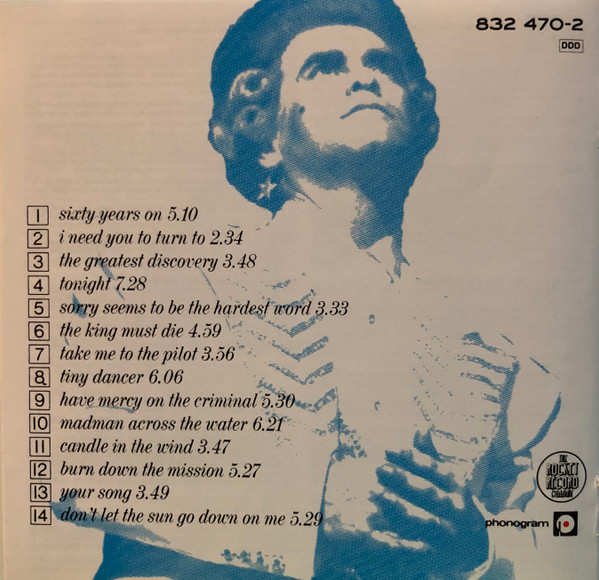 832 470-2
DDD
1 sixty years on 5.10
2 i need you to turn to 2.34
3 the greatest discovery 3.48
4 tonight 7.28
5 sorry seems to be the hardest word 3.33
6 the king must die 4.59
7 take me to the pilot 3.56
8 tiny dancer 6.06
9 have mercy on the criminal 5.30
10 madman across the water 6.21
11 candle in the wind 3.47
12 burn down the mission 5.27
13 your song 3.49
14 don't let the sun go down on me 5.29
THE
ROCKET
RECORD
COMPANY
phonogram